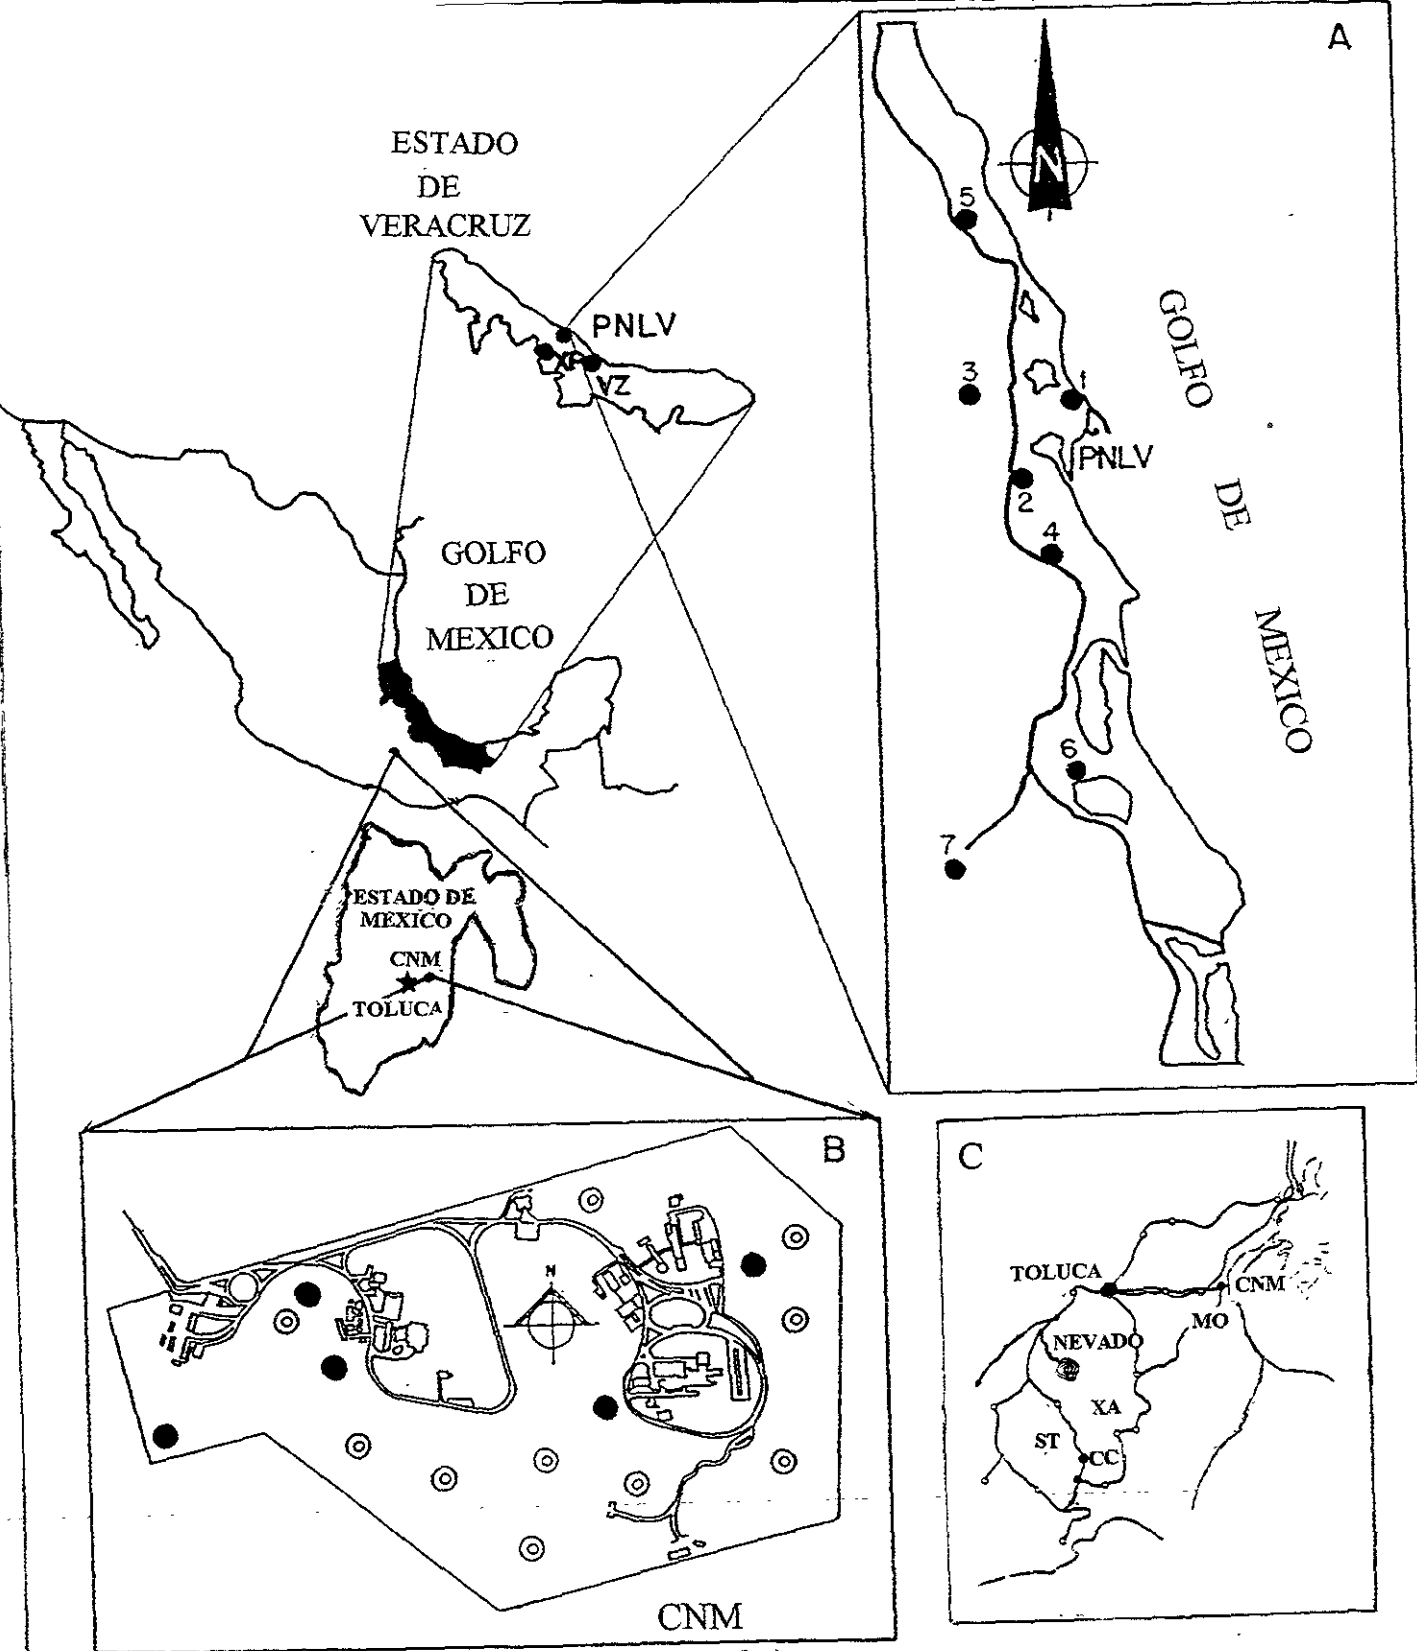 A
ESTADO
DE
VERACRUZ
N
5
PNLV
VZ
GOLFO
DE
MEXICO
3
1
PNLV
2
4
GOLFO
DE
MEXICO
6
7
ESTADO DE
MEXICO
CNM
TOLUCA
B
N
CNM
C
TOLUCA
CNM
MO
NEVADO
XA
ST
CC